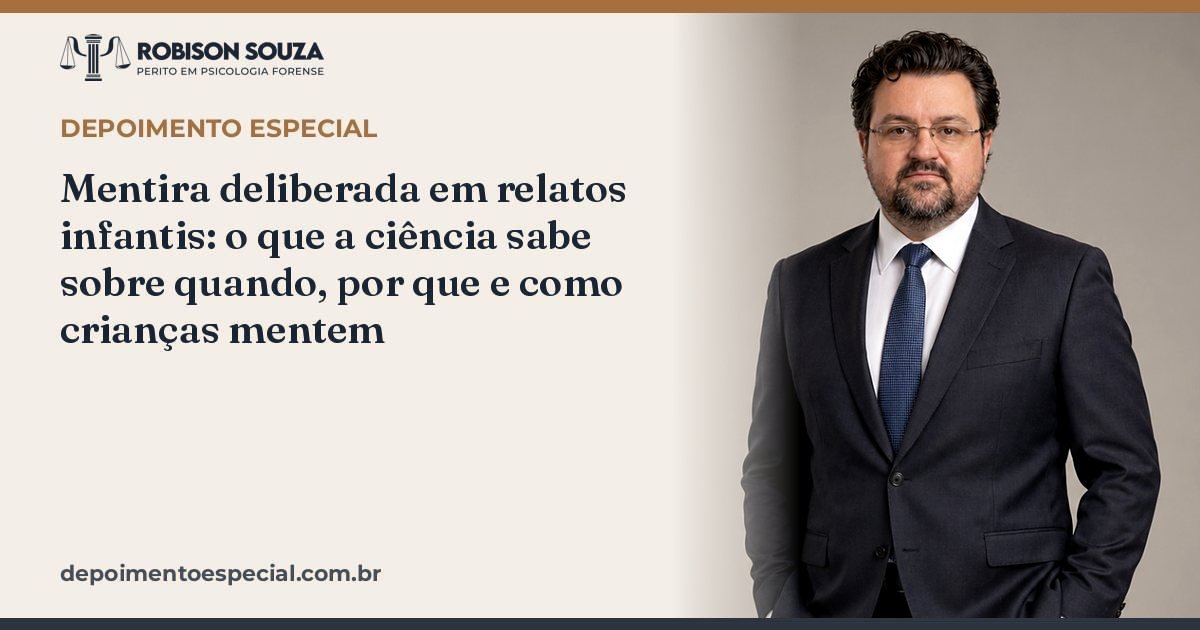 ROBISON SOUZA
PERITO EM PSICOLOGIA FORENSE
DEPOIMENTO ESPECIAL
Mentira deliberada em relatos
infantis: o que a ciência sabe
sobre quando, por que e como
crianças mentem
depoimentoespecial.com.br